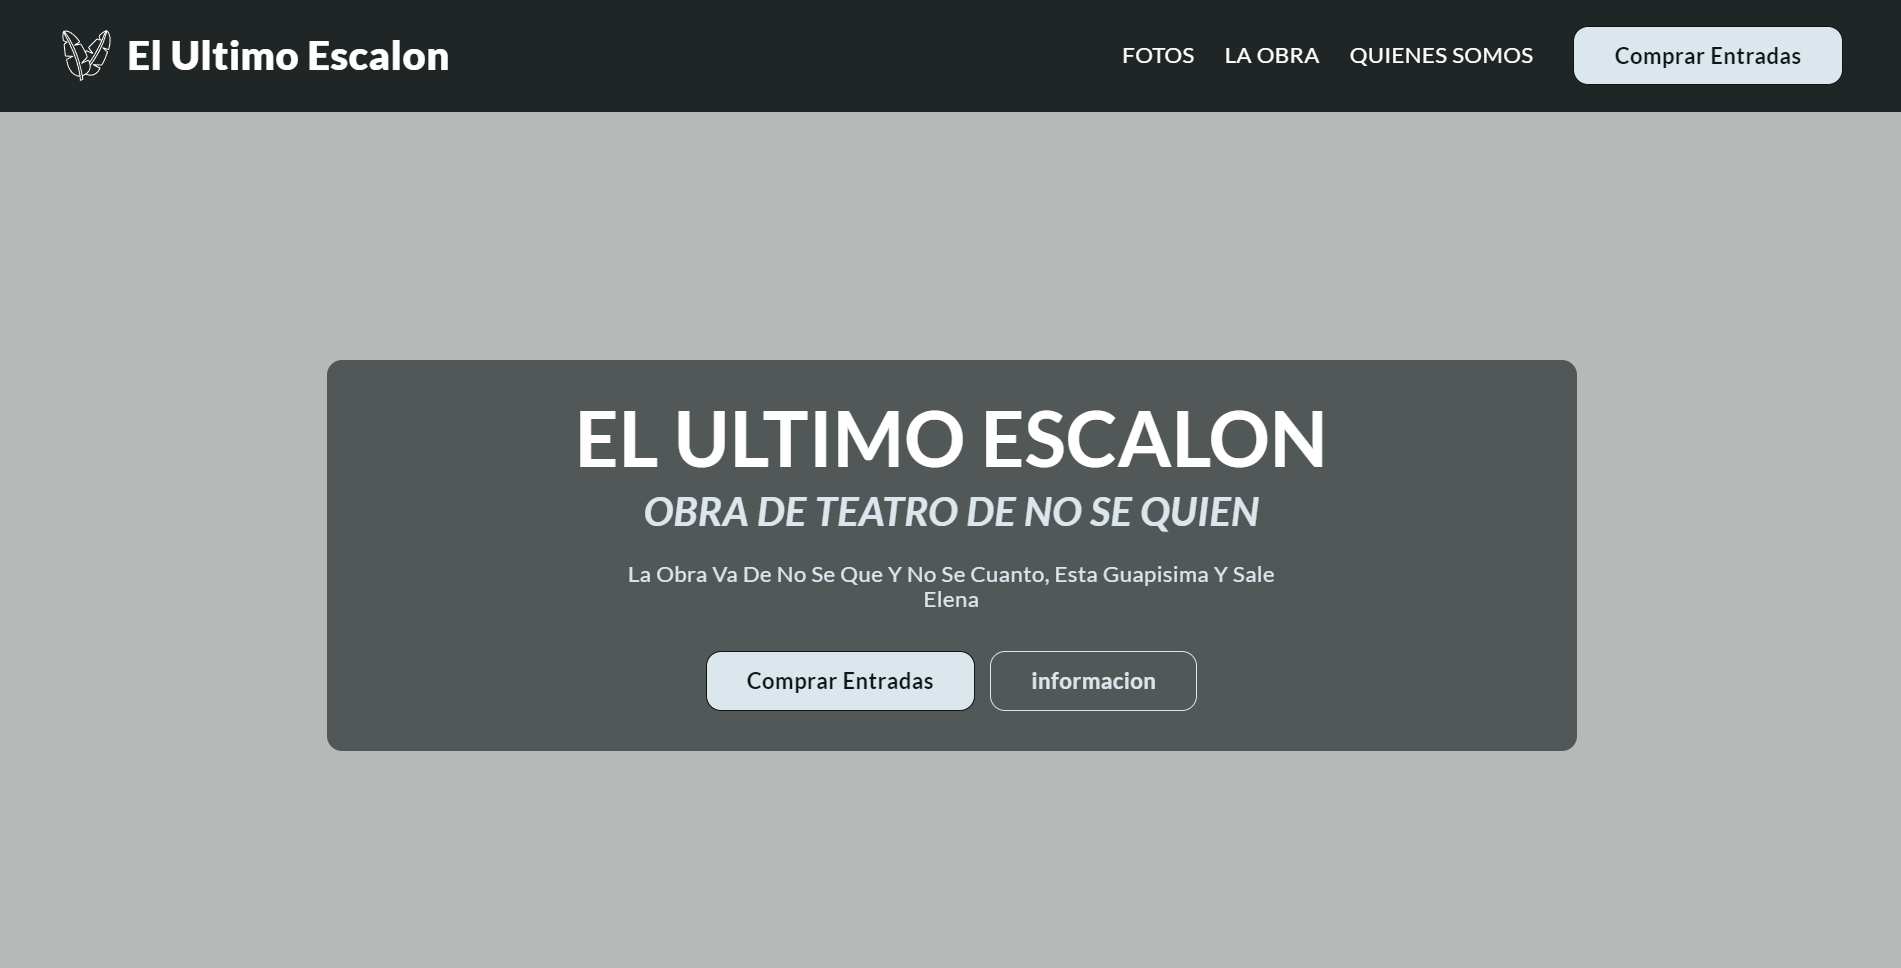 El Ultimo Escalon
FOTOS
LA OBRA
QUIENES SOMOS
Comprar Entradas
EL ULTIMO ESCALON
OBRA DE TEATRO DE NO SE QUIEN
La Obra Va De No Se Que Y No Se Cuanto, Esta Guapisima Y Sale
Elena
Comprar Entradas
informacion